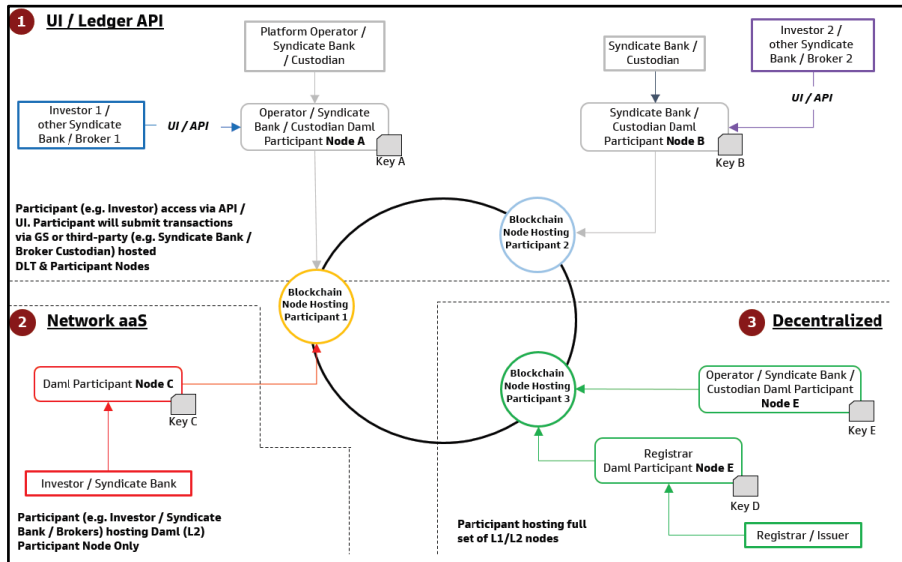 1 UI / Ledger API
Platform Operator /
Syndicate Bank
/ Custodian
Syndicate Bank /
Custodian
Investor 2 /
other Syndicate
Bank / Broker 2
Investor 1 /
other Syndicate
Bank / Broker 1
UI / API
Operator / Syndicate
Bank / Custodian Daml
Participant Node A
Key A
Syndicate Bank /
Custodian Daml
Participant Node B
Key B
UI / API
Participant (e.g. Investor) access via API /
UI. Participant will submit transactions
via GS or third-party (e.g. Syndicate Bank /
Broker Custodian) hosted
DLT & Participant Nodes
Blockchain
Node Hosting
Participant 2
Blockchain
Node Hosting
Participant 1
2 Network aaS
3 Decentralized
Daml Participant Node C
Key C
Investor / Syndicate Bank
Participant (e.g. Investor / Syndicate
Bank / Brokers) hosting Daml (L2)
Participant Node Only
Blockchain
Node Hosting
Participant 3
Operator / Syndicate Bank /
Custodian Daml Participant
Node E
Key E
Registrar
Daml Participant Node E
Key D
Registrar / Issuer
Participant hosting full
set of L1/L2 nodes